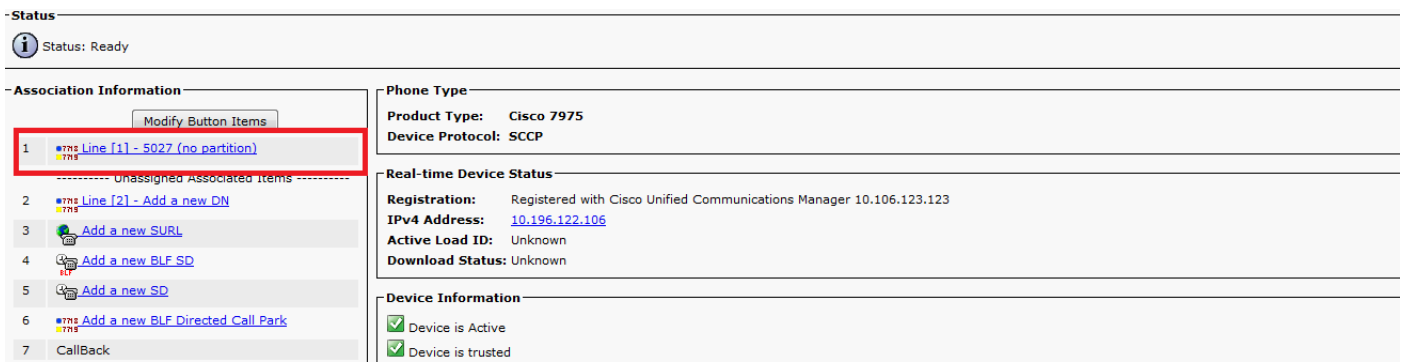 Status
Status: Ready
Association Information
Modify Button Items
1 Line [1] - 5027 (no partition)
---------- Unassigned Associated Items ----------
2 Line [2] - Add a new DN
3 Add a new SURL
4 Add a new BLF SD
BLF
5 Add a new SD
6 Add a new BLF Directed Call Park
7 CallBack
Phone Type
Product Type: Cisco 7975
Device Protocol: SCCP
Real-time Device Status
Registration: Registered with Cisco Unified Communications Manager 10.106.123.123
IPv4 Address: 10.196.122.106
Active Load ID: Unknown
Download Status: Unknown
Device Information
Device is Active
Device is trusted